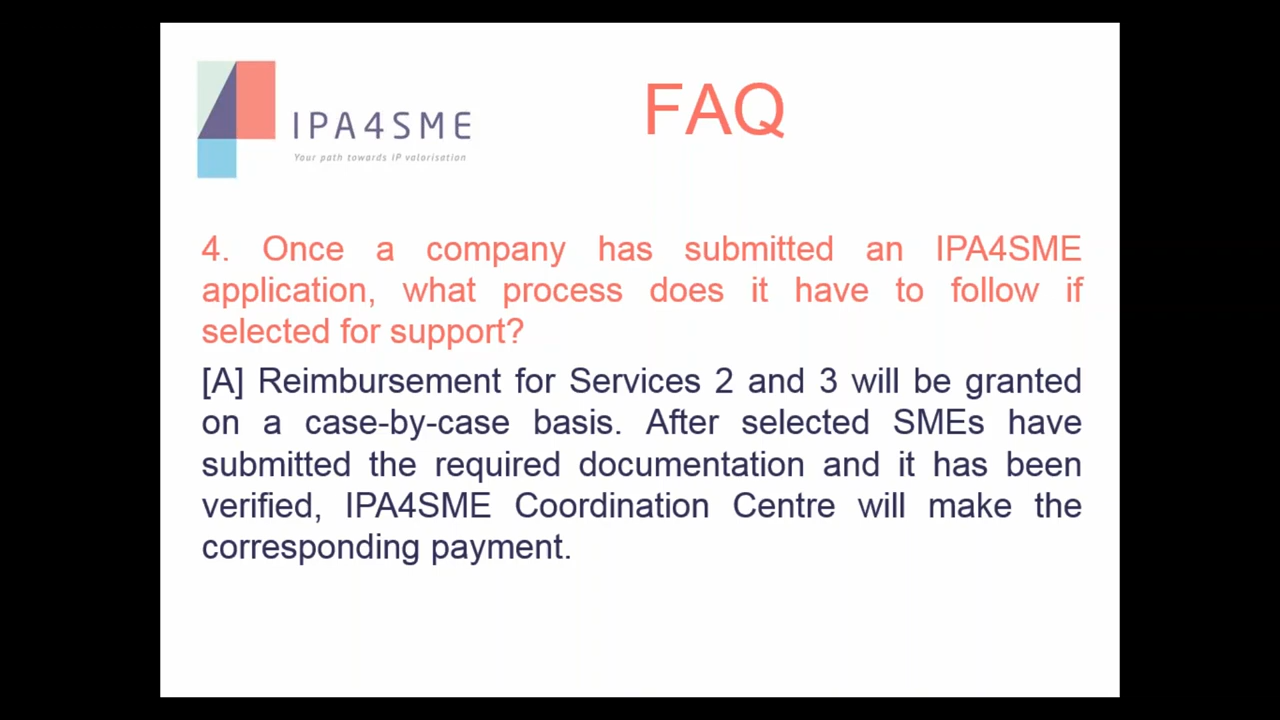 IPA4SME
Your path towards IP valorisation
FAQ
4. Once a company has submitted an IPA4SME
application, what process does it have to follow if
selected for support?
[A] Reimbursement for Services 2 and 3 will be granted
on a case-by-case basis. After selected SMEs have
submitted the required documentation and it has been
verified, IPA4SME Coordination Centre will make the
corresponding payment.